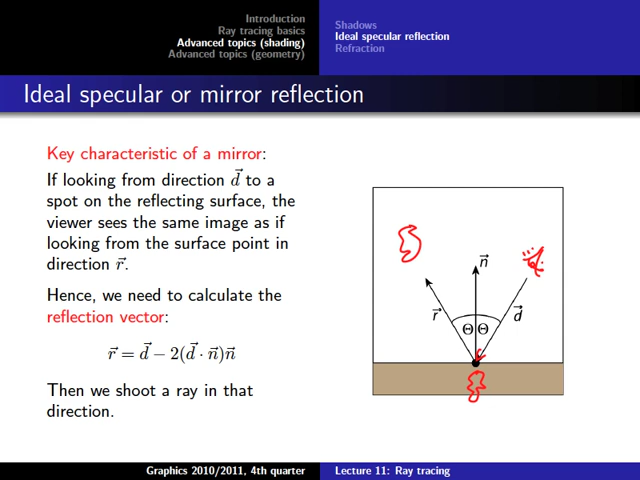 Introduction
Ray tracing basics
Advanced topics (shading)
Advanced topics (geometry)
Shadows
Ideal specular reflection
Refraction
Ideal specular or mirror reflection
Key characteristic of a mirror:
If looking from direction d⃗ to a
spot on the reflecting surface, the
viewer sees the same image as if
looking from the surface point in
direction r⃗.
Hence, we need to calculate the
reflection vector:
r⃗ = d⃗ − 2(d⃗ · n⃗)n⃗
Then we shoot a ray in that
direction.
n⃗
r⃗
d⃗
Θ Θ
Graphics 2010/2011, 4th quarter
Lecture 11: Ray tracing